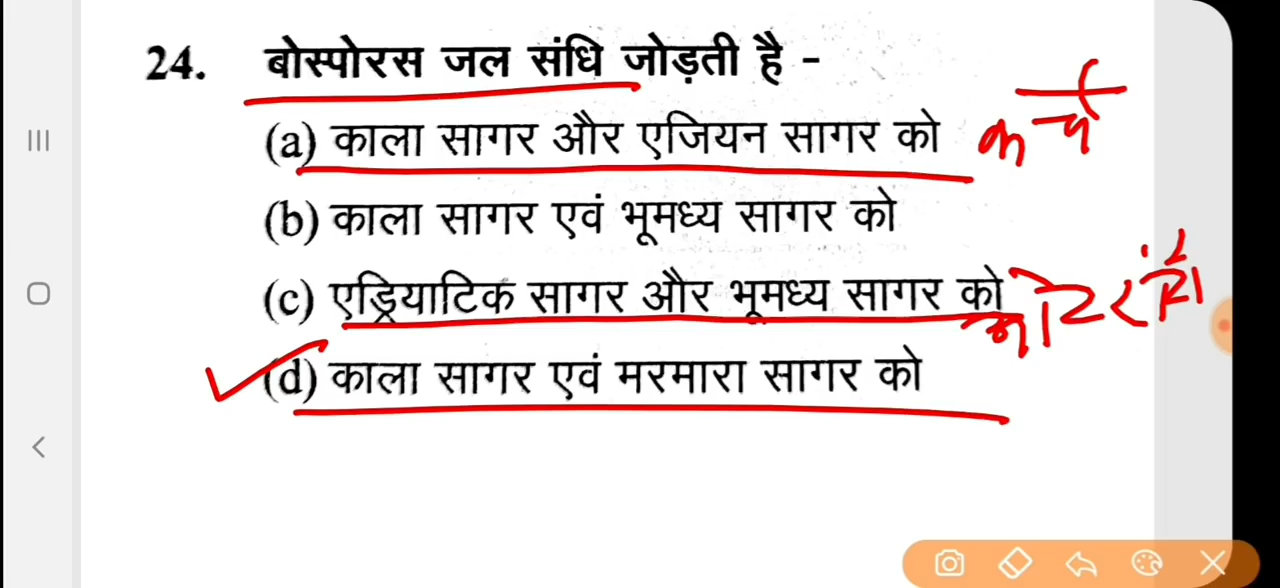 24. बोस्पोरस जल संधि जोड़ती है -
(a) काला सागर और एजियन सागर को
(b) काला सागर एवं भूमध्य सागर को
(c) एड्रियाटिक सागर और भूमध्य सागर को
(d) काला सागर एवं मरमारा सागर को